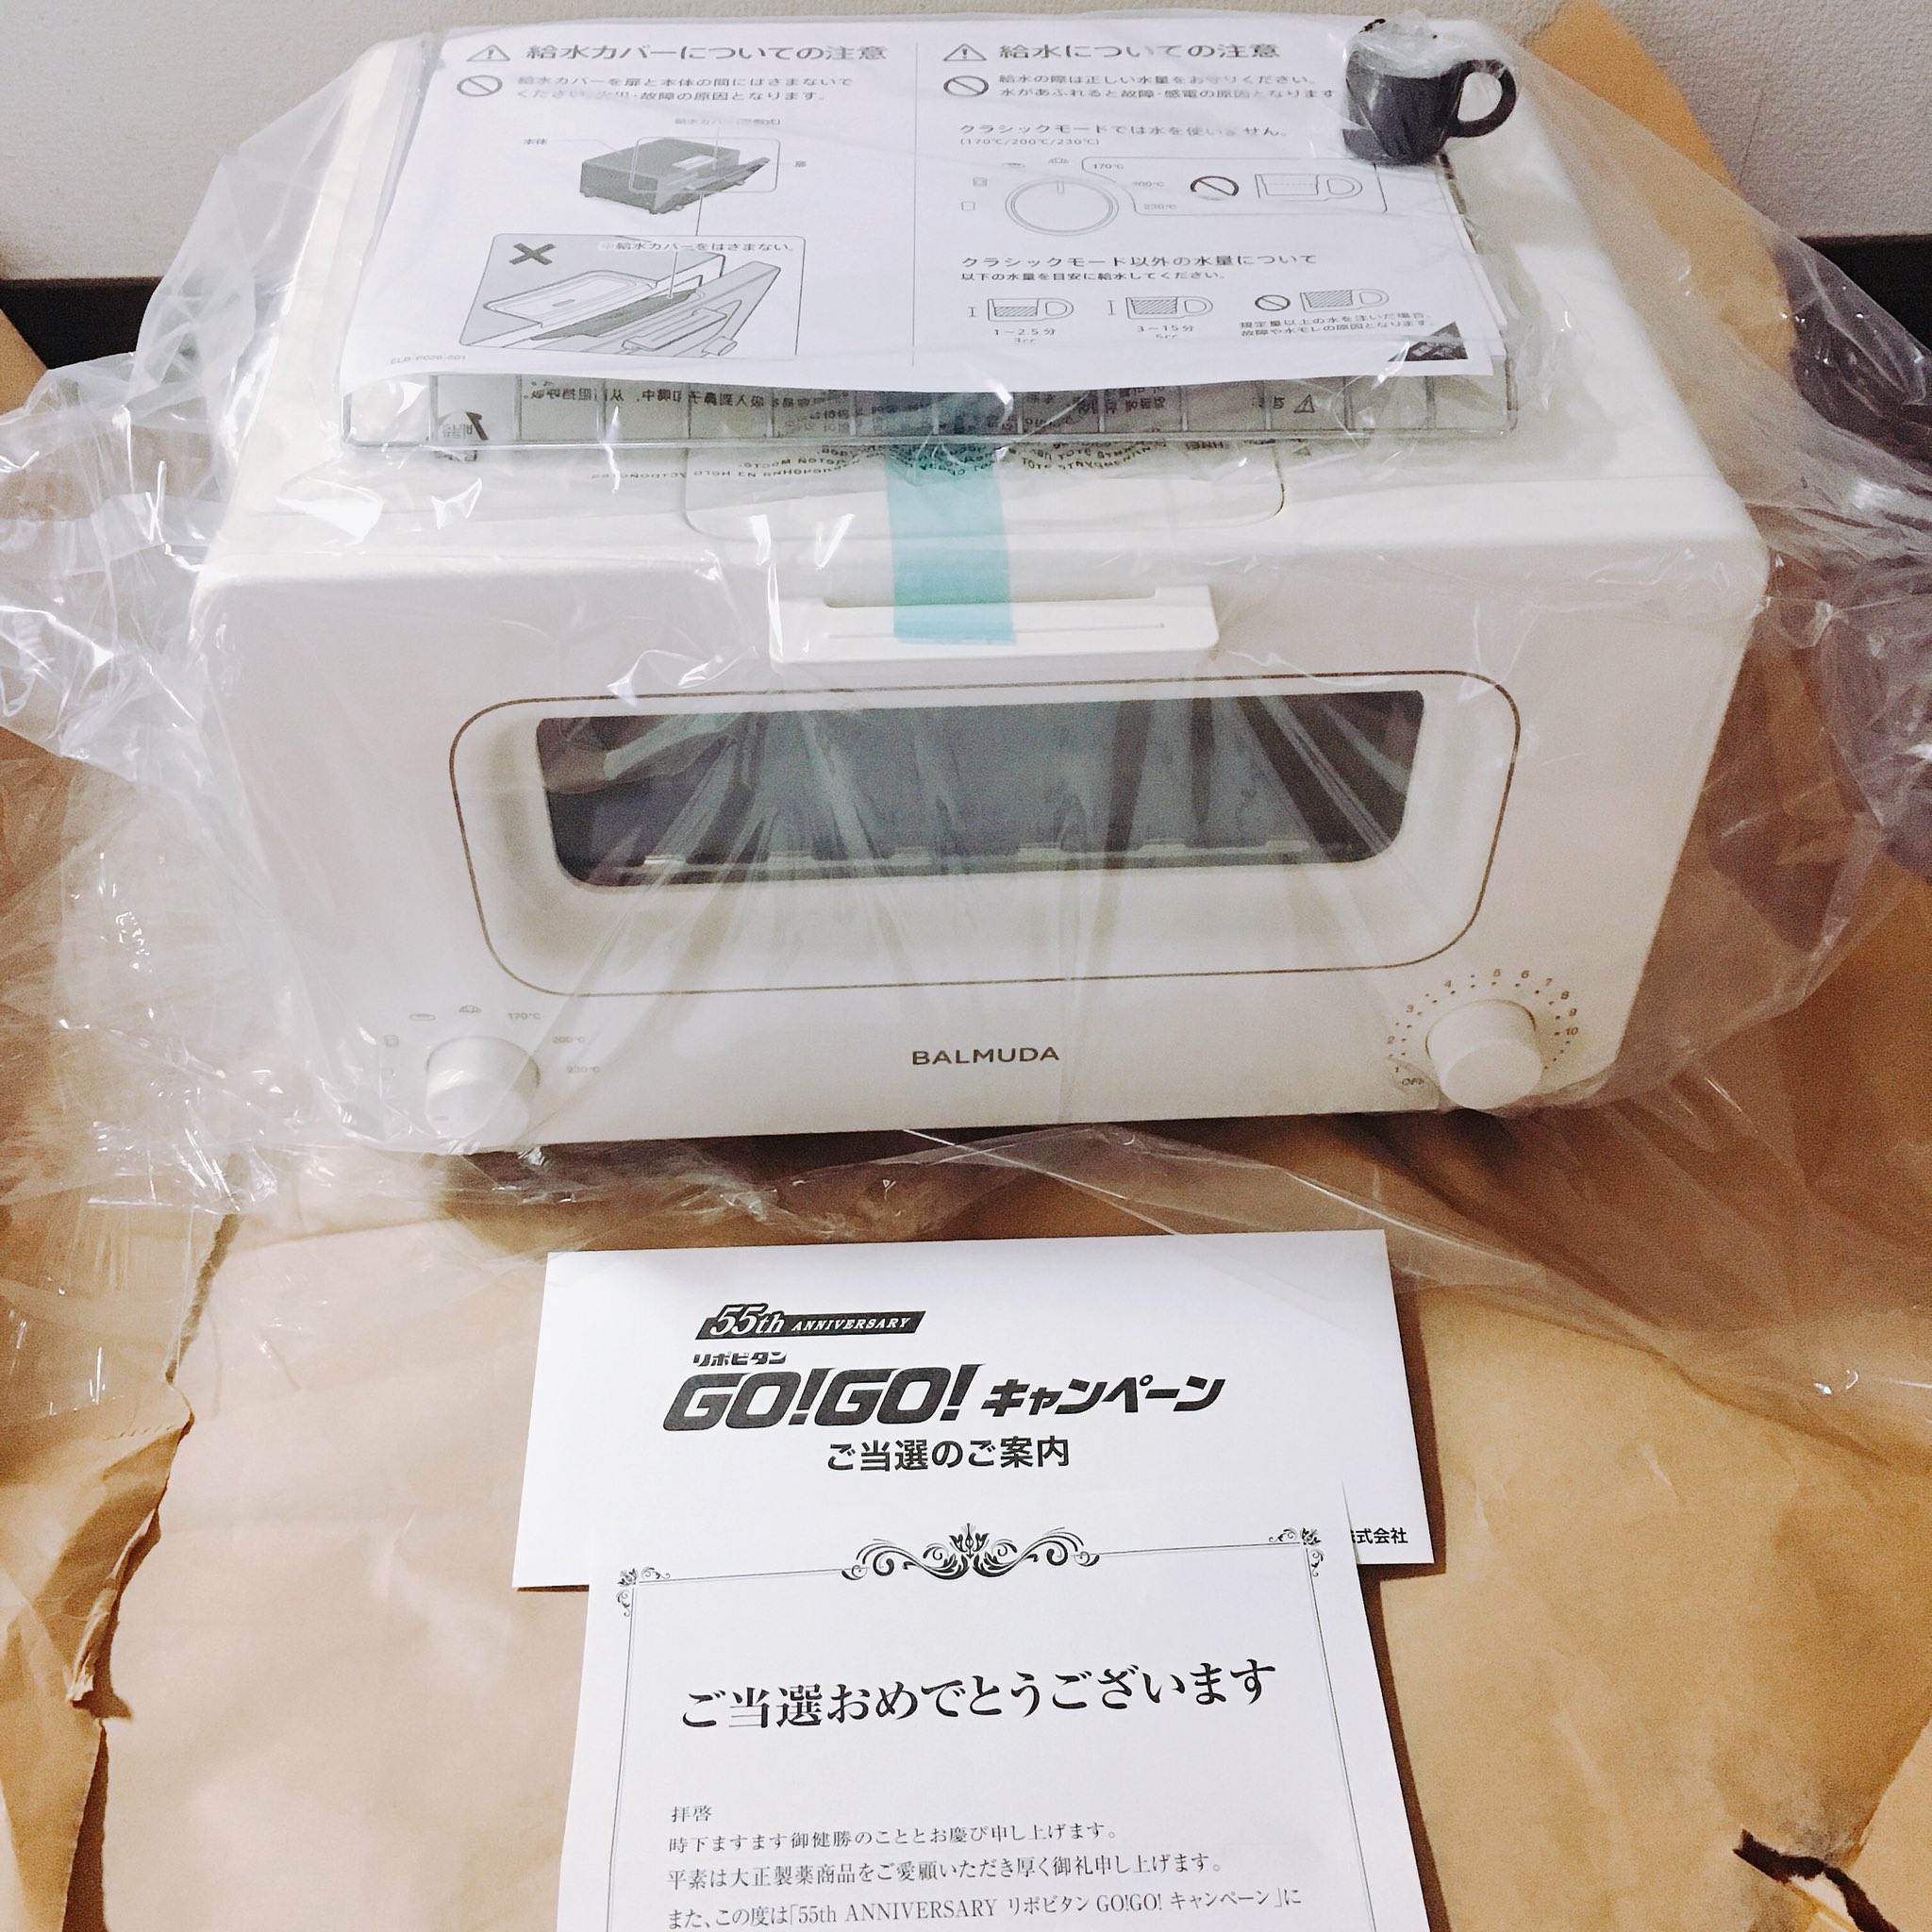 給水カバーについての注意
給水カバーを扉と本体の間にはさまないで
ください。火災・故障の原因となります。
給水カバー
本体
扉
給水カバーをはさまない。
給水についての注意
給水の際は正しい水量をお守りください。
水があふれると故障・感電の原因となります
クラシックモードでは水を使いません。
(170℃/200℃/230℃)
170℃
200℃
230℃
クラシックモード以外の水量について
以下の水量を目安に給水してください。
1〜2.5分
3〜15分
規定量以上の水を注いだ場合、
故障や水モレの原因となります。
170℃
200℃
230℃
BALMUDA
OFF
1
2
3
4
5
6
7
8
9
10
55th ANNIVERSARY
リポビタン
GO!GO! キャンペーン
ご当選のご案内
式会社
ご当選おめでとうございます
拝啓
時下ますます御健勝のこととお慶び申し上げます。
平素は大正製薬商品をご愛顧いただき厚く御礼申し上げます。
また、この度は「55th ANNIVERSARY リポビタン GO!GO! キャンペーン」に